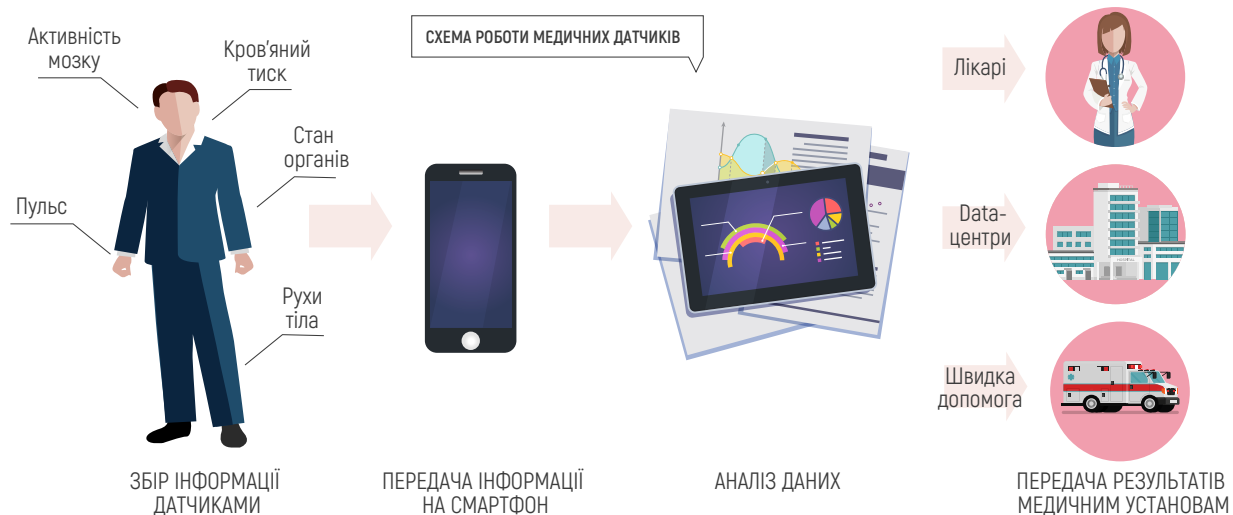 СХЕМА РОБОТИ МЕДИЧНИХ ДАТЧИКІВ
Активність
мозку
Кров'яний
тиск
Стан
органів
Пульс
Рухи
тіла
Лікарі
Data-
центри
HOSPITAL
Швидка
допомога
ЗБІР ІНФОРМАЦІЇ
ДАТЧИКАМИ
ПЕРЕДАЧА ІНФОРМАЦІЇ
НА СМАРТФОН
АНАЛІЗ ДАНИХ
ПЕРЕДАЧА РЕЗУЛЬТАТІВ
МЕДИЧНИМ УСТАНОВАМ